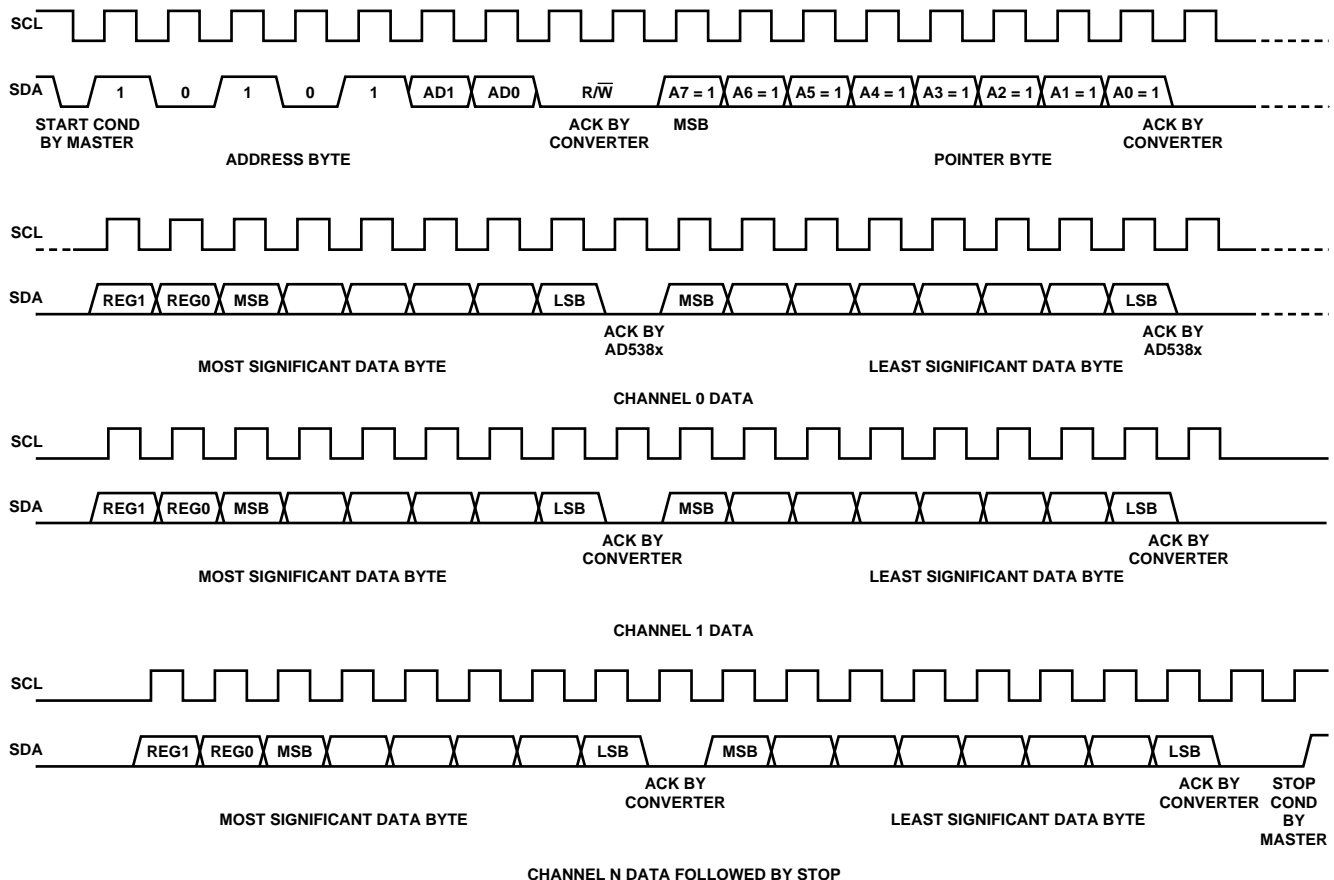 SCL
SDA 1 0 1 0 1 AD1 AD0 R/W̅ A7 = 1 A6 = 1 A5 = 1 A4 = 1 A3 = 1 A2 = 1 A1 = 1 A0 = 1
START COND BY MASTER
ACK BY CONVERTER
MSB
ACK BY CONVERTER
ADDRESS BYTE
POINTER BYTE
SCL
SDA REG1 REG0 MSB LSB MSB LSB
ACK BY AD538x
ACK BY AD538x
MOST SIGNIFICANT DATA BYTE
LEAST SIGNIFICANT DATA BYTE
CHANNEL 0 DATA
SCL
SDA REG1 REG0 MSB LSB MSB LSB
ACK BY CONVERTER
ACK BY CONVERTER
MOST SIGNIFICANT DATA BYTE
LEAST SIGNIFICANT DATA BYTE
CHANNEL 1 DATA
SCL
SDA REG1 REG0 MSB LSB MSB LSB
ACK BY CONVERTER
ACK BY CONVERTER
STOP COND BY MASTER
MOST SIGNIFICANT DATA BYTE
LEAST SIGNIFICANT DATA BYTE
CHANNEL N DATA FOLLOWED BY STOP